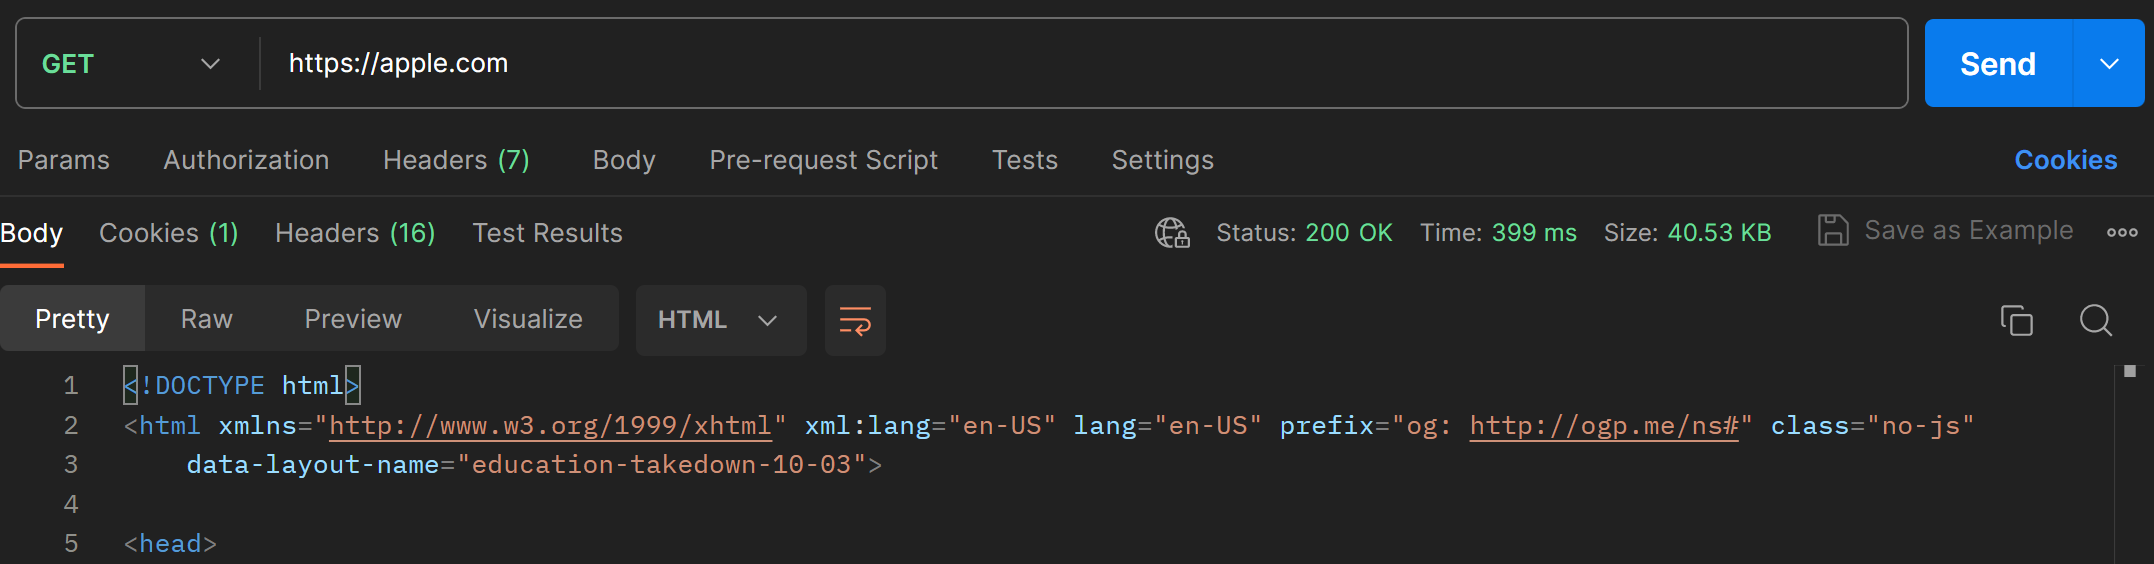 GET https://apple.com Send
Params Authorization Headers (7) Body Pre-request Script Tests Settings Cookies
Body Cookies (1) Headers (16) Test Results Status: 200 OK Time: 399 ms Size: 40.53 KB Save as Example
Pretty Raw Preview Visualize HTML
1 <!DOCTYPE html>
2 <html xmlns="http://www.w3.org/1999/xhtml" xml:lang="en-US" lang="en-US" prefix="og: http://ogp.me/ns#" class="no-js"
3 data-layout-name="education-takedown-10-03">
4
5 <head>